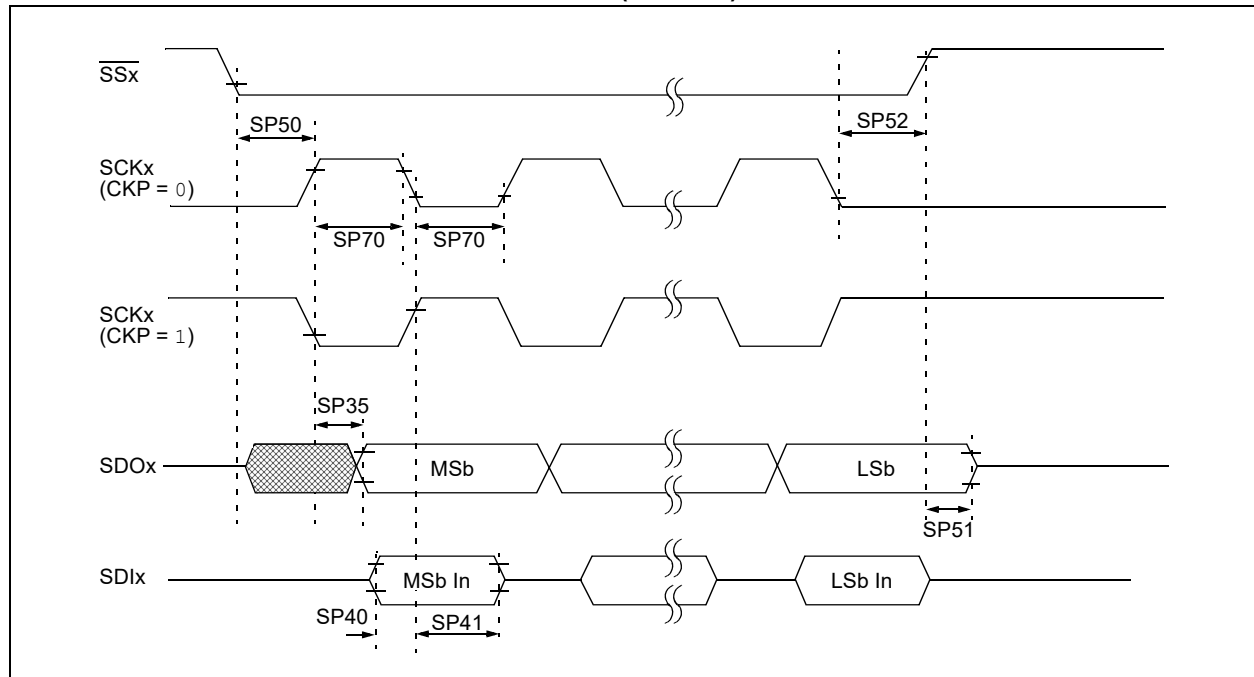 SSx
SP50
SP52
SCKx
(CKP = 0)
SP70
SP70
SCKx
(CKP = 1)
SP35
SDOx
MSb
LSb
SP51
SDIx
MSb In
LSb In
SP40
SP41